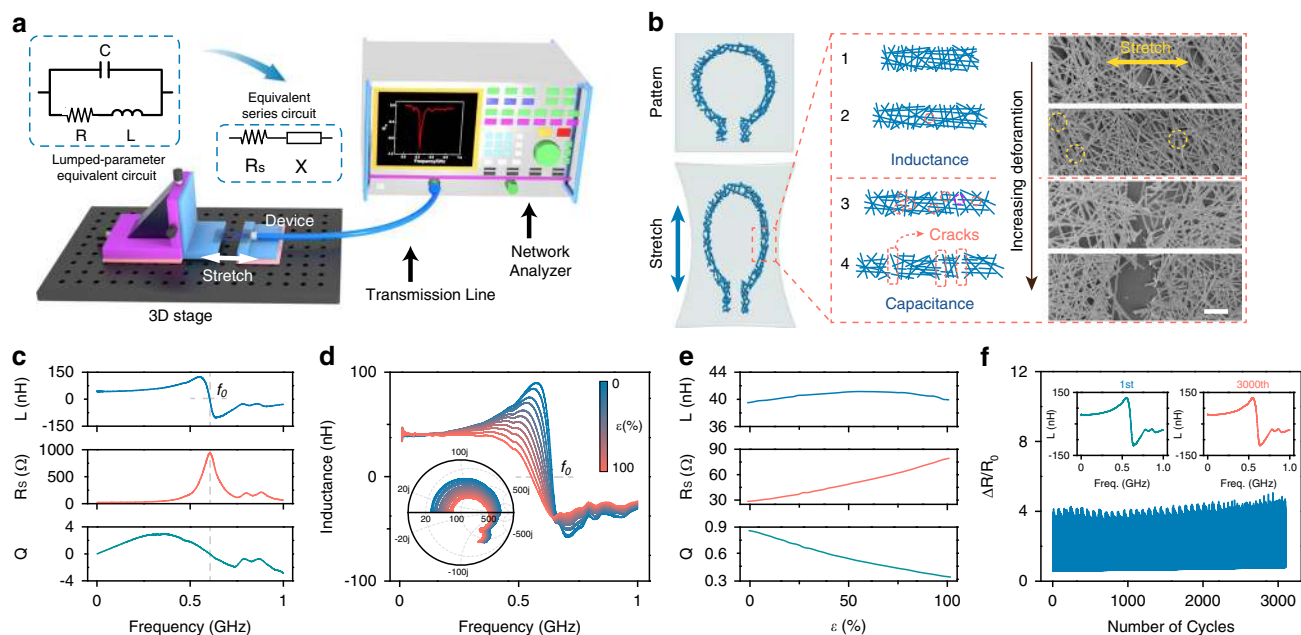 a
C
R
L
Lumped-parameter
equivalent circuit
Equivalent
series circuit
Rs
X
Frequency/GHz
Device
Stretch
3D stage
Transmission Line
Network
Analyzer
b
Pattern
Stretch
1
2
Inductance
3
Cracks
4
Capacitance
Increasing deforamtion
Stretch
c
150
0
-150
L (nH)
f0
1000
500
0
Rs (Ω)
4
0
-4
Q
0
0.5
1
Frequency (GHz)
d
100
0
-100
Inductance (nH)
0
ε(%)
100
f0
100j
20j
500j
20
100
500
-20j
-500j
-100j
0
0.5
1
Frequency (GHz)
e
44
40
36
L (nH)
90
60
30
0
Rs (Ω)
0.9
0.6
0.3
Q
0
50
100
ε (%)
f
12
8
4
0
ΔR/R0
1st
150
0
-150
L (nH)
0.0
0.5
1.0
Freq. (GHz)
3000th
150
0
-150
L (nH)
0.0
0.5
1.0
Freq. (GHz)
0
1000
2000
3000
Number of Cycles